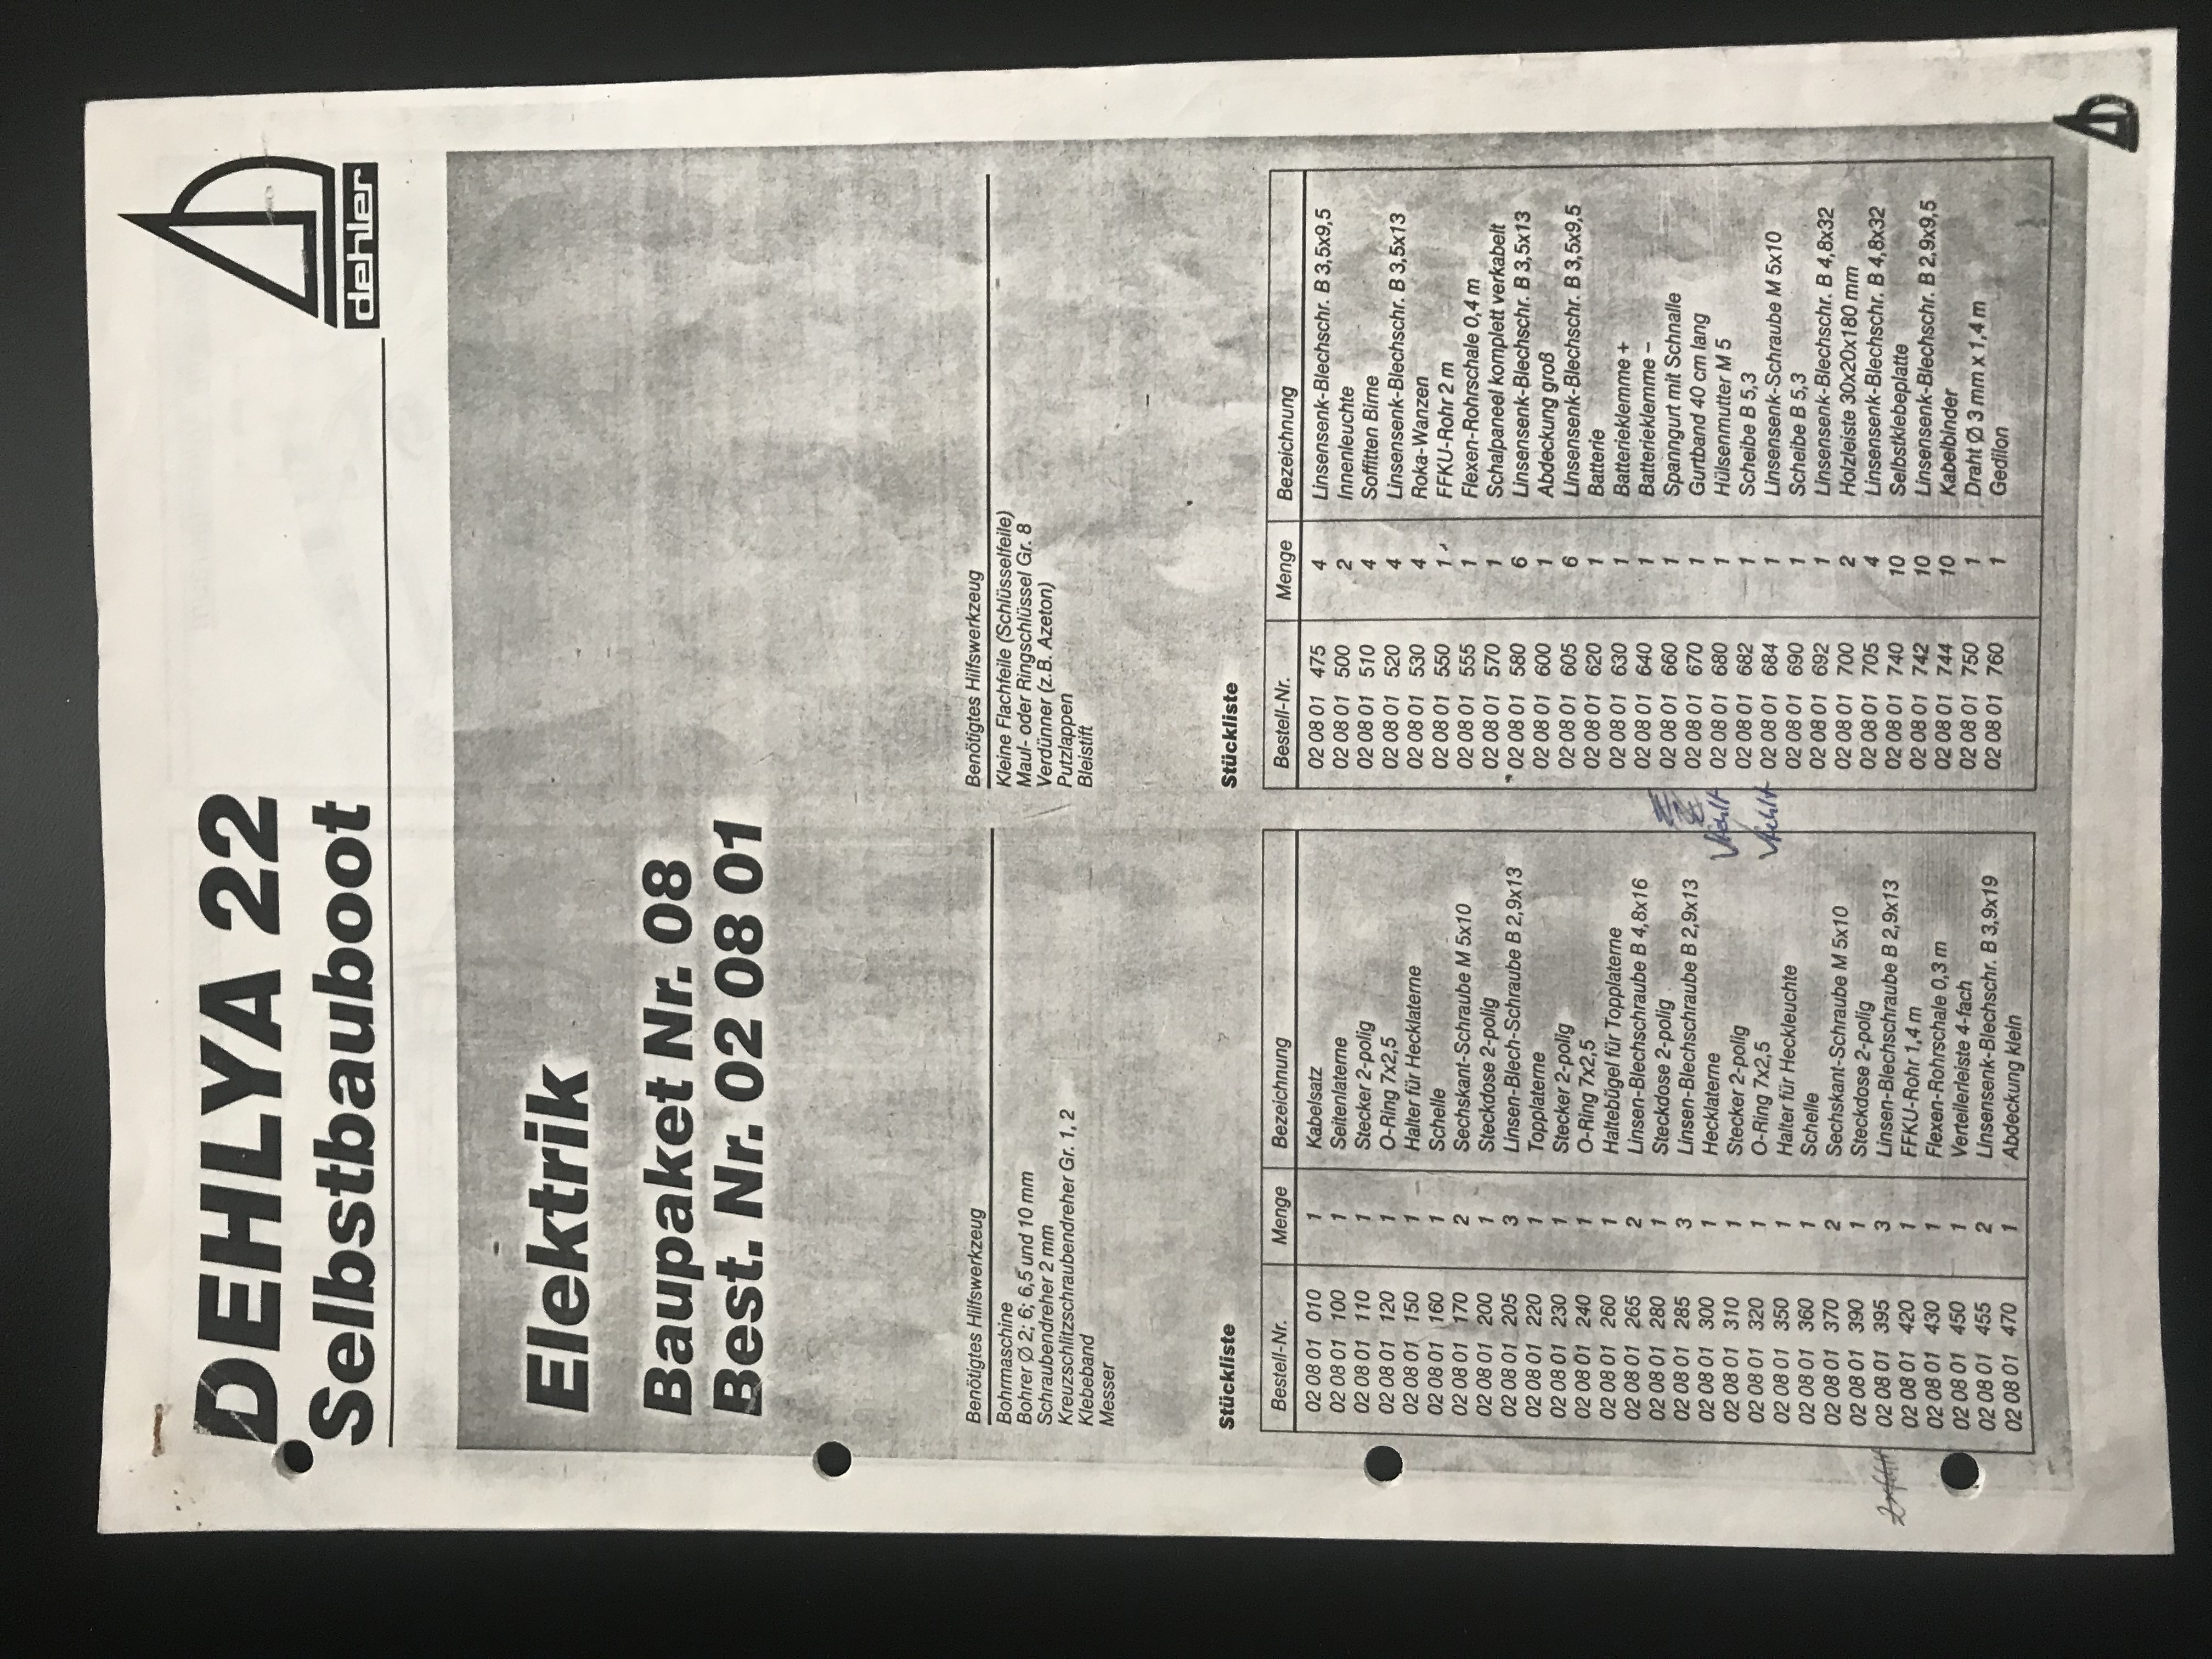 DEHLYA 22
Selbstbauboot
dehler
Elektrik
Baupaket Nr. 08
Best. Nr. 02 08 01
Benötigtes Hilfswerkzeug
Bohrmaschine
Bohrer Ø 2; 6; 6,5 und 10 mm
Schraubendreher 2 mm
Kreuzschlitzschraubendreher Gr. 1, 2
Klebeband
Messer
Benötigtes Hilfswerkzeug
Kleine Flachfeile (Schlüsselfeile)
Maul- oder Ringschlüssel Gr. 8
Verdünner (z.B. Azeton)
Putzlappen
Bleistift
Stückliste
Bestell-Nr. Menge Bezeichnung
02 08 01 010 1 Kabelsatz
02 08 01 100 1 Seitenlaterne
02 08 01 110 1 Stecker 2-polig
02 08 01 120 1 O-Ring 7x2,5
02 08 01 150 1 Halter für Hecklaterne
02 08 01 160 1 Schelle
02 08 01 170 2 Sechskant-Schraube M 5x10
02 08 01 200 1 Steckdose 2-polig
02 08 01 205 3 Linsen-Blech-Schraube B 2,9x13
02 08 01 220 1 Topplaterne
02 08 01 230 1 Stecker 2-polig
02 08 01 240 1 O-Ring 7x2,5
02 08 01 260 1 Haltebügel für Topplaterne
02 08 01 265 2 Linsen-Blechschraube B 4,8x16
02 08 01 280 1 Steckdose 2-polig
02 08 01 285 3 Linsen-Blechschraube B 2,9x13
02 08 01 300 1 Hecklaterne
02 08 01 310 1 Stecker 2-polig
02 08 01 320 1 O-Ring 7x2,5
02 08 01 350 1 Halter für Heckleuchte
02 08 01 360 1 Schelle
02 08 01 370 2 Sechskant-Schraube M 5x10
02 08 01 390 1 Steckdose 2-polig
02 08 01 395 3 Linsen-Blechschraube B 2,9x13
02 08 01 420 1 FFKU-Rohr 1,4 m
02 08 01 430 1 Flexen-Rohrschale 0,3 m
02 08 01 450 1 Verteilerleiste 4-fach
02 08 01 455 2 Linsensenk-Blechschr. B 3,9x19
02 08 01 470 1 Abdeckung klein
Stückliste
Bestell-Nr. Menge Bezeichnung
02 08 01 475 4 Linsensenk-Blechschr. B 3,5x9,5
02 08 01 500 2 Innenleuchte
02 08 01 510 4 Soffitten Birne
02 08 01 520 4 Linsensenk-Blechschr. B 3,5x13
02 08 01 530 4 Roka-Wanzen
02 08 01 550 1 FFKU-Rohr 2 m
02 08 01 555 1 Flexen-Rohrschale 0,4 m
02 08 01 570 1 Schalpaneel komplett verkabelt
02 08 01 580 6 Linsensenk-Blechschr. B 3,5x13
02 08 01 600 1 Abdeckung groß
02 08 01 605 6 Linsensenk-Blechschr. B 3,5x9,5
02 08 01 620 1 Batterie
02 08 01 630 1 Batterieklemme +
02 08 01 640 1 Batterieklemme –
02 08 01 660 1 Spanngurt mit Schnalle
02 08 01 670 1 Gurtband 40 cm lang
fehlt 02 08 01 680 1 Hülsenmutter M 5
02 08 01 682 1 Scheibe B 5,3
fehlt 02 08 01 684 1 Linsensenk-Schraube M 5x10
02 08 01 690 1 Scheibe B 5,3
02 08 01 692 1 Linsensenk-Blechschr. B 4,8x32
02 08 01 700 2 Holzleiste 30x20x180 mm
02 08 01 705 4 Linsensenk-Blechschr. B 4,8x32
02 08 01 740 10 Selbstklebeplatte
02 08 01 742 10 Linsensenk-Blechschr. B 2,9x9,5
02 08 01 744 10 Kabelbinder
02 08 01 750 1 Draht Ø 3 mm x 1,4 m
02 08 01 760 1 Gedilon